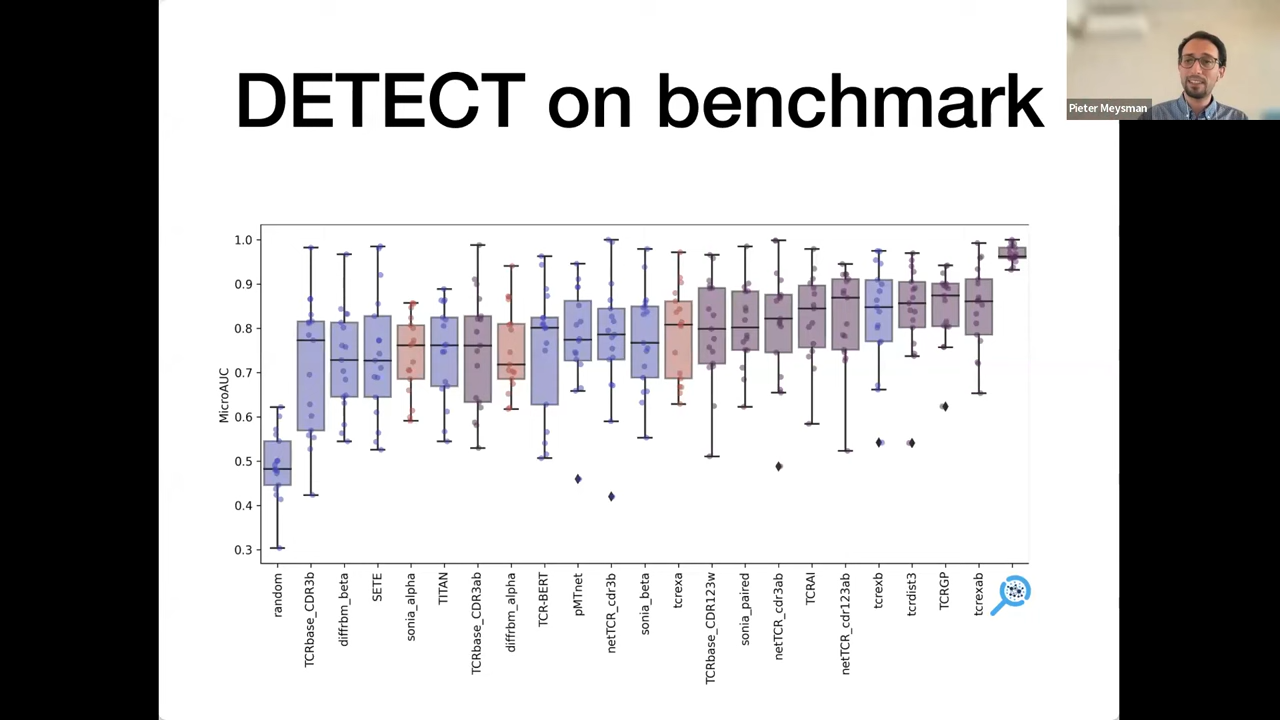 DETECT on benchmark
Pieter Meysman
MicroAUC
1.0
0.9
0.8
0.7
0.6
0.5
0.4
0.3
random
TCRbase_CDR3b
diffrbm_beta
SETE
sonia_alpha
TITAN
TCRbase_CDR3ab
diffrbm_alpha
TCR-BERT
pMTnet
netTCR_cdr3b
sonia_beta
tcrexa
TCRbase_CDR123w
sonia_paired
netTCR_cdr3ab
TCRAI
netTCR_cdr123ab
tcrexb
tcrdist3
TCRGP
tcrexab